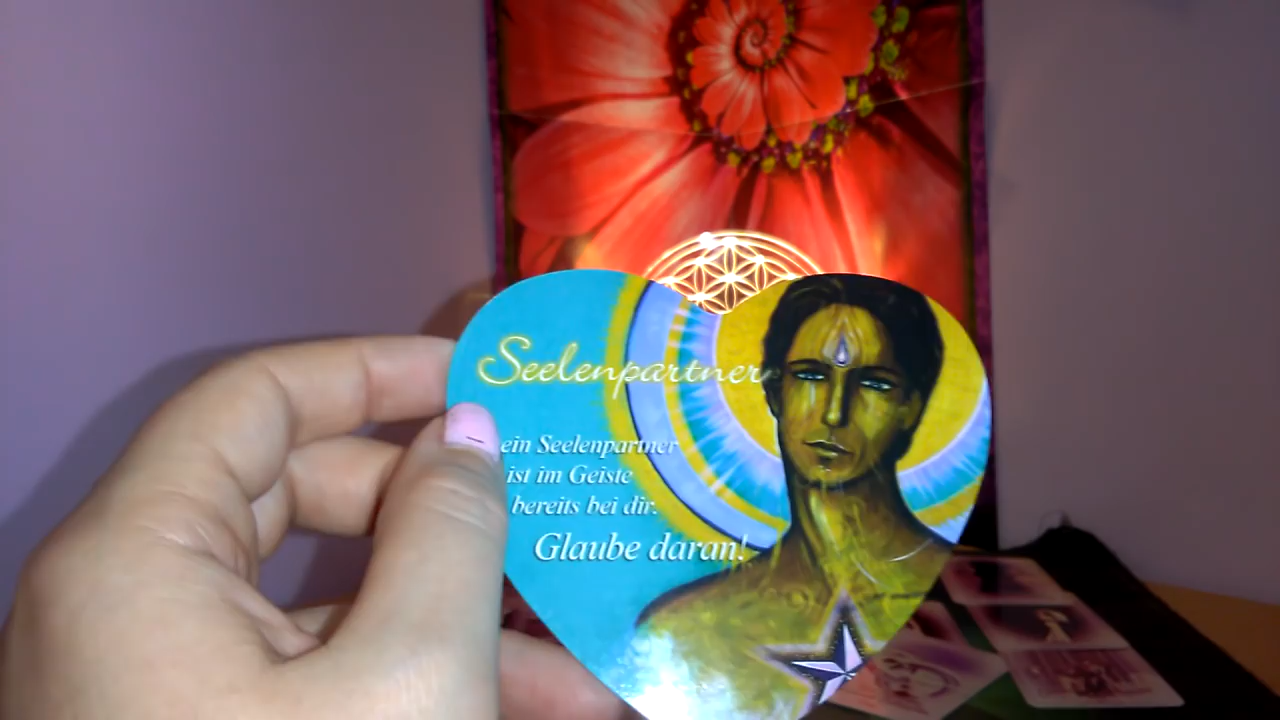 Seelenpartner
ein Seelenpartner
ist im Geiste
bereits bei dir.
Glaube daran!